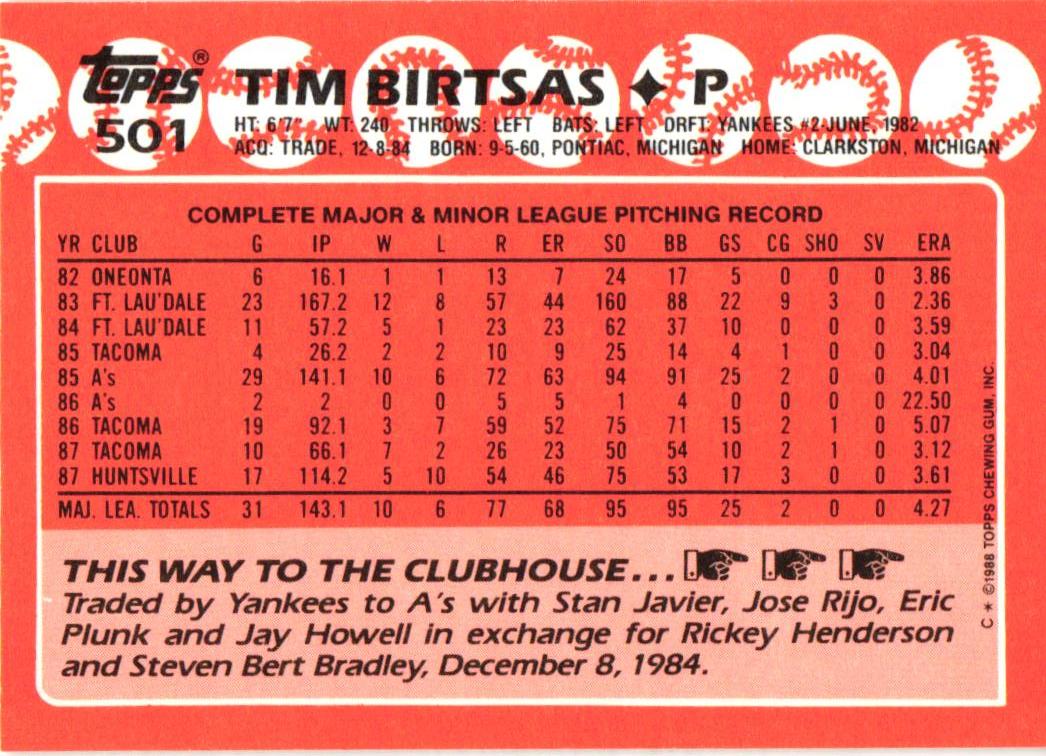 topps® TIM BIRTSAS ✦ P
501 HT: 6'7" WT: 240 THROWS: LEFT BATS: LEFT DRFT: YANKEES #2-JUNE, 1982
ACQ: TRADE, 12-8-84 BORN: 9-5-60, PONTIAC, MICHIGAN HOME: CLARKSTON, MICHIGAN
COMPLETE MAJOR & MINOR LEAGUE PITCHING RECORD
YR CLUB G IP W L R ER SO BB GS CG SHO SV ERA
82 ONEONTA 6 16.1 1 1 13 7 24 17 5 0 0 0 3.86
83 FT. LAU'DALE 23 167.2 12 8 57 44 160 88 22 9 3 0 2.36
84 FT. LAU'DALE 11 57.2 5 1 23 23 62 37 10 0 0 0 3.59
85 TACOMA 4 26.2 2 2 10 9 25 14 4 1 0 0 3.04
85 A's 29 141.1 10 6 72 63 94 91 25 2 0 0 4.01
86 A's 2 2 0 0 5 5 1 4 0 0 0 0 22.50
86 TACOMA 19 92.1 3 7 59 52 75 71 15 2 1 0 5.07
87 TACOMA 10 66.1 7 2 26 23 50 54 10 2 1 0 3.12
87 HUNTSVILLE 17 114.2 5 10 54 46 75 53 17 3 0 0 3.61
MAJ. LEA. TOTALS 31 143.1 10 6 77 68 95 95 25 2 0 0 4.27
THIS WAY TO THE CLUBHOUSE...
Traded by Yankees to A's with Stan Javier, Jose Rijo, Eric
Plunk and Jay Howell in exchange for Rickey Henderson
and Steven Bert Bradley, December 8, 1984.
C * ©1988 TOPPS CHEWING GUM, INC.